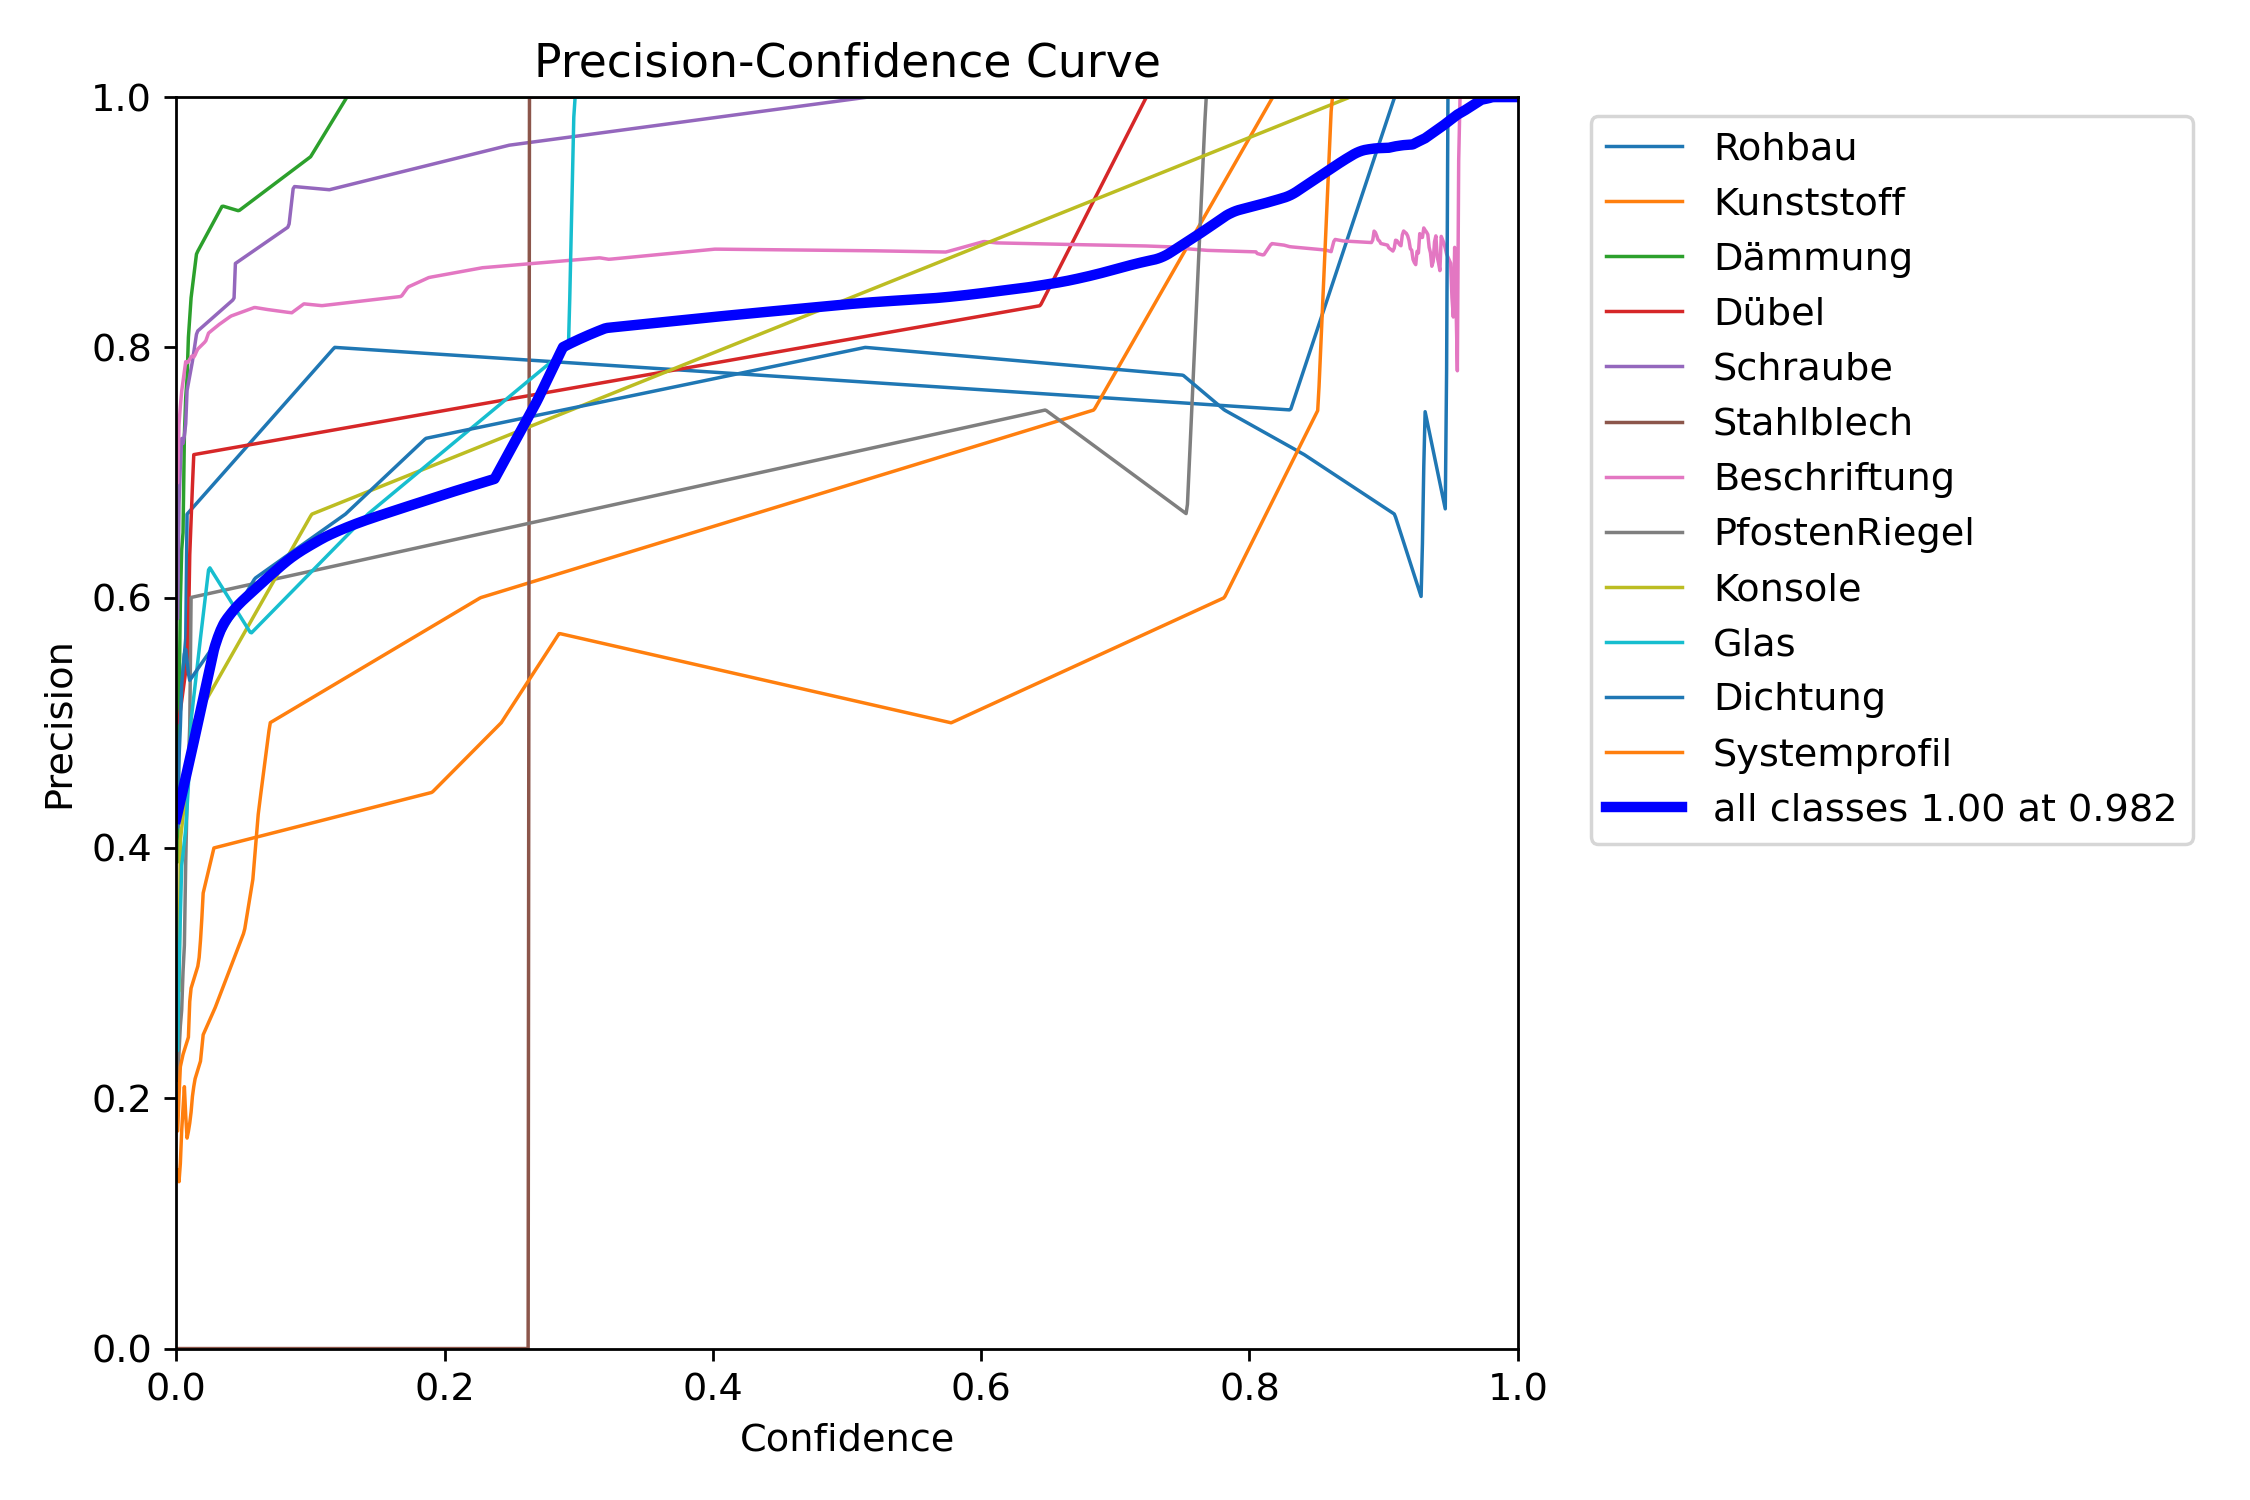 Precision-Confidence Curve
1.0
0.8
0.6
0.4
0.2
0.0
Precision
0.0 0.2 0.4 0.6 0.8 1.0
Confidence
Rohbau
Kunststoff
Dämmung
Dübel
Schraube
Stahlblech
Beschriftung
PfostenRiegel
Konsole
Glas
Dichtung
Systemprofil
all classes 1.00 at 0.982